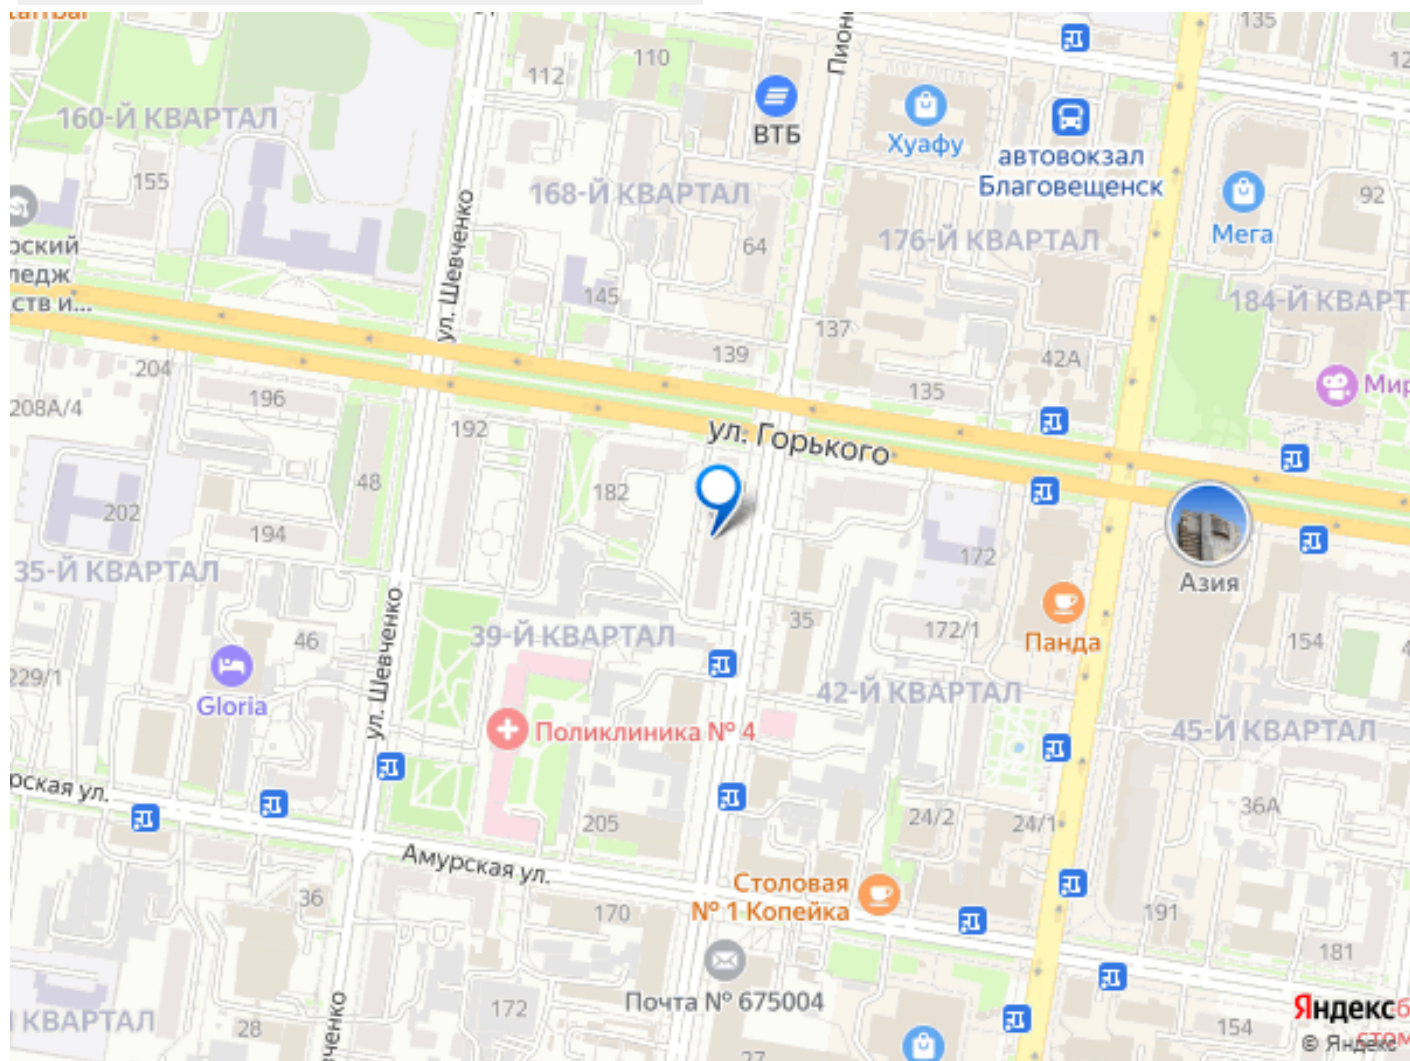 135
110
112
ВТБ
Хуафу
автовокзал
Благовещенск
160-Й КВАРТАЛ
155
168-Й КВАРТАЛ
64
176-Й КВАРТАЛ
92
Мега
ул. Шевченко
145
137
139
135
42А
184-Й КВАРТ
204
196
208А/4
192
ул. Горького
48
182
202
194
172
Азия
35-Й КВАРТАЛ
ул. Шевченко
39-Й КВАРТАЛ
35
172/1
Панда
154
46
229/1
Gloria
42-Й КВАРТАЛ
45-Й КВАРТАЛ
Поликлиника № 4
205
24/2
24/1
36А
Амурская ул.
Столовая
№ 1 Копейка
36
170
191
181
Почта № 675004
172
КВАРТАЛ
28
154
Яндекс
© Яндекс
27